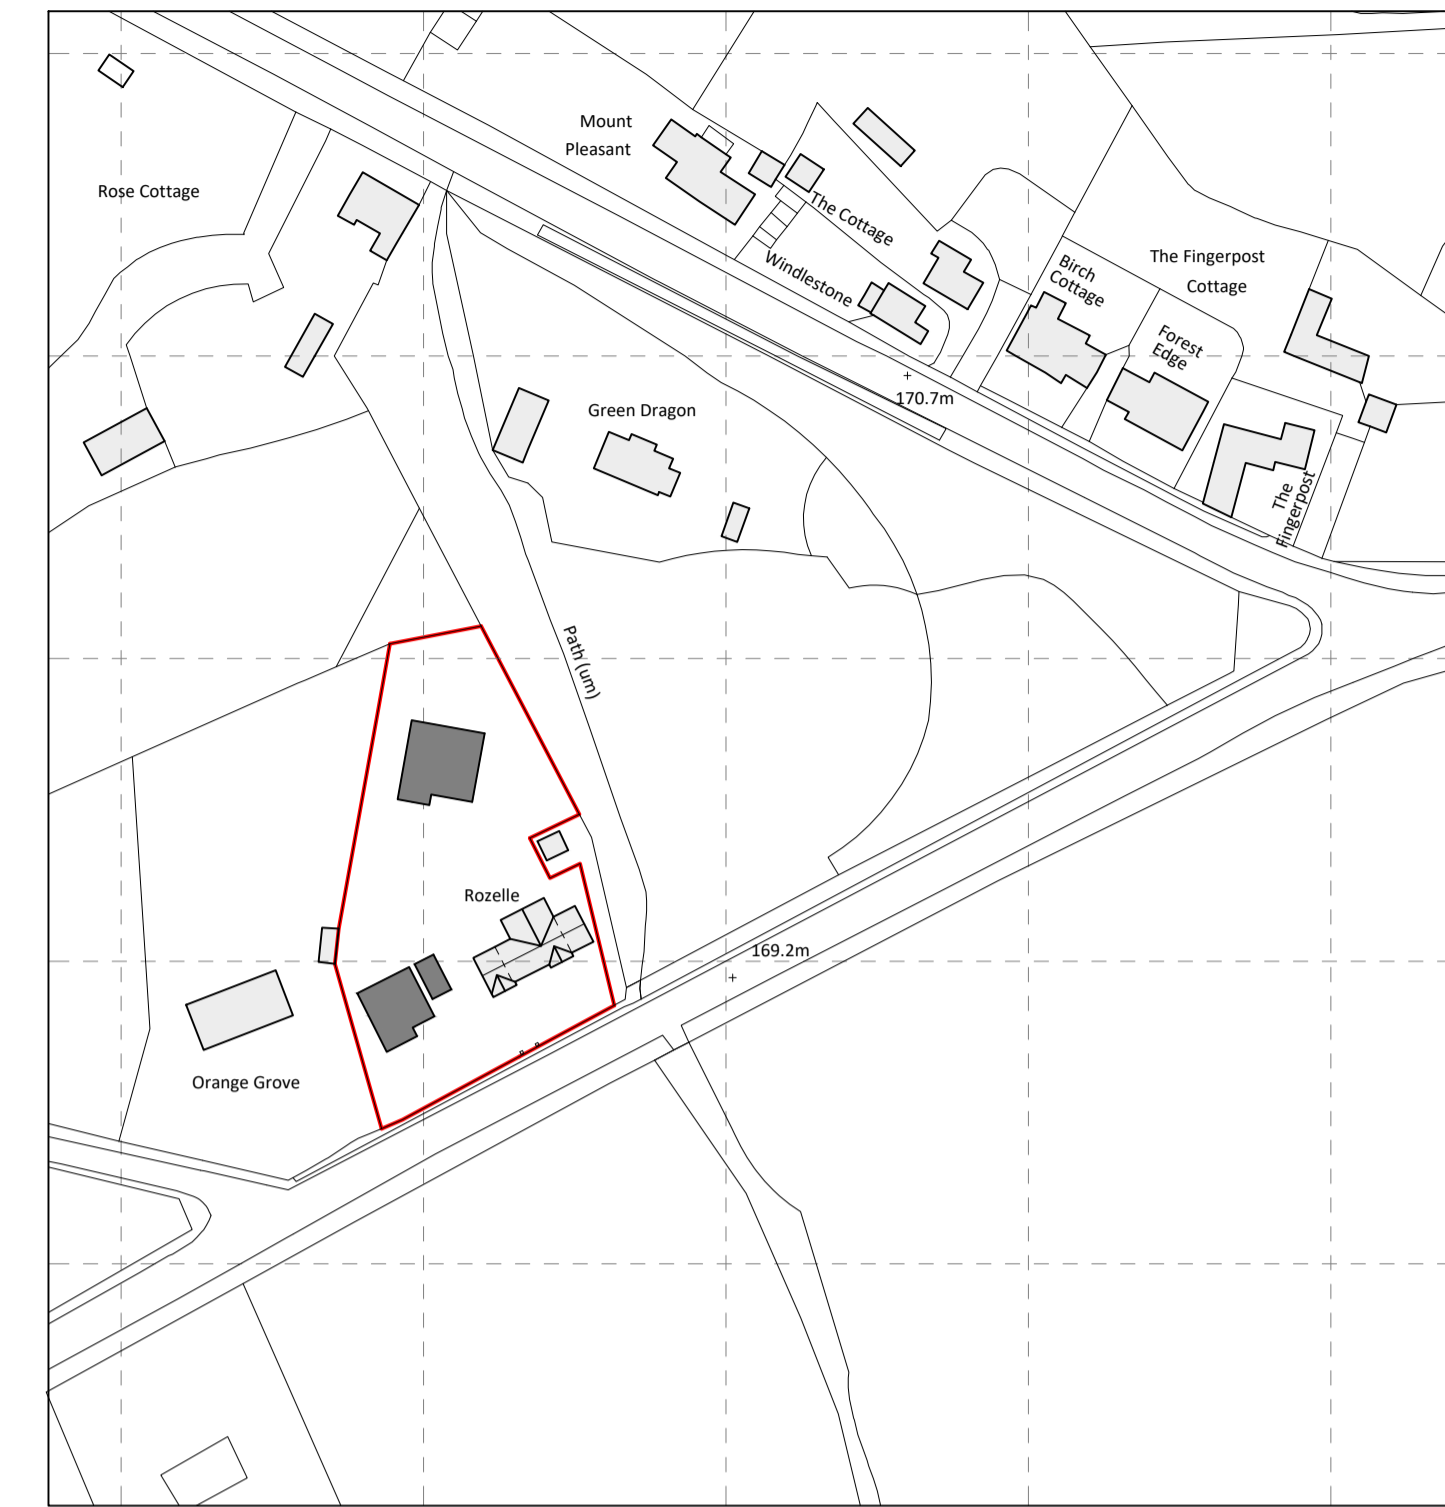 Mount
Pleasant
Rose Cottage
The Cottage
Windlestone
Birch
Cottage
The Fingerpost
Cottage
Forest
Edge
170.7m
Green Dragon
The
Fingerpost
Path (um)
Rozelle
169.2m
Orange Grove